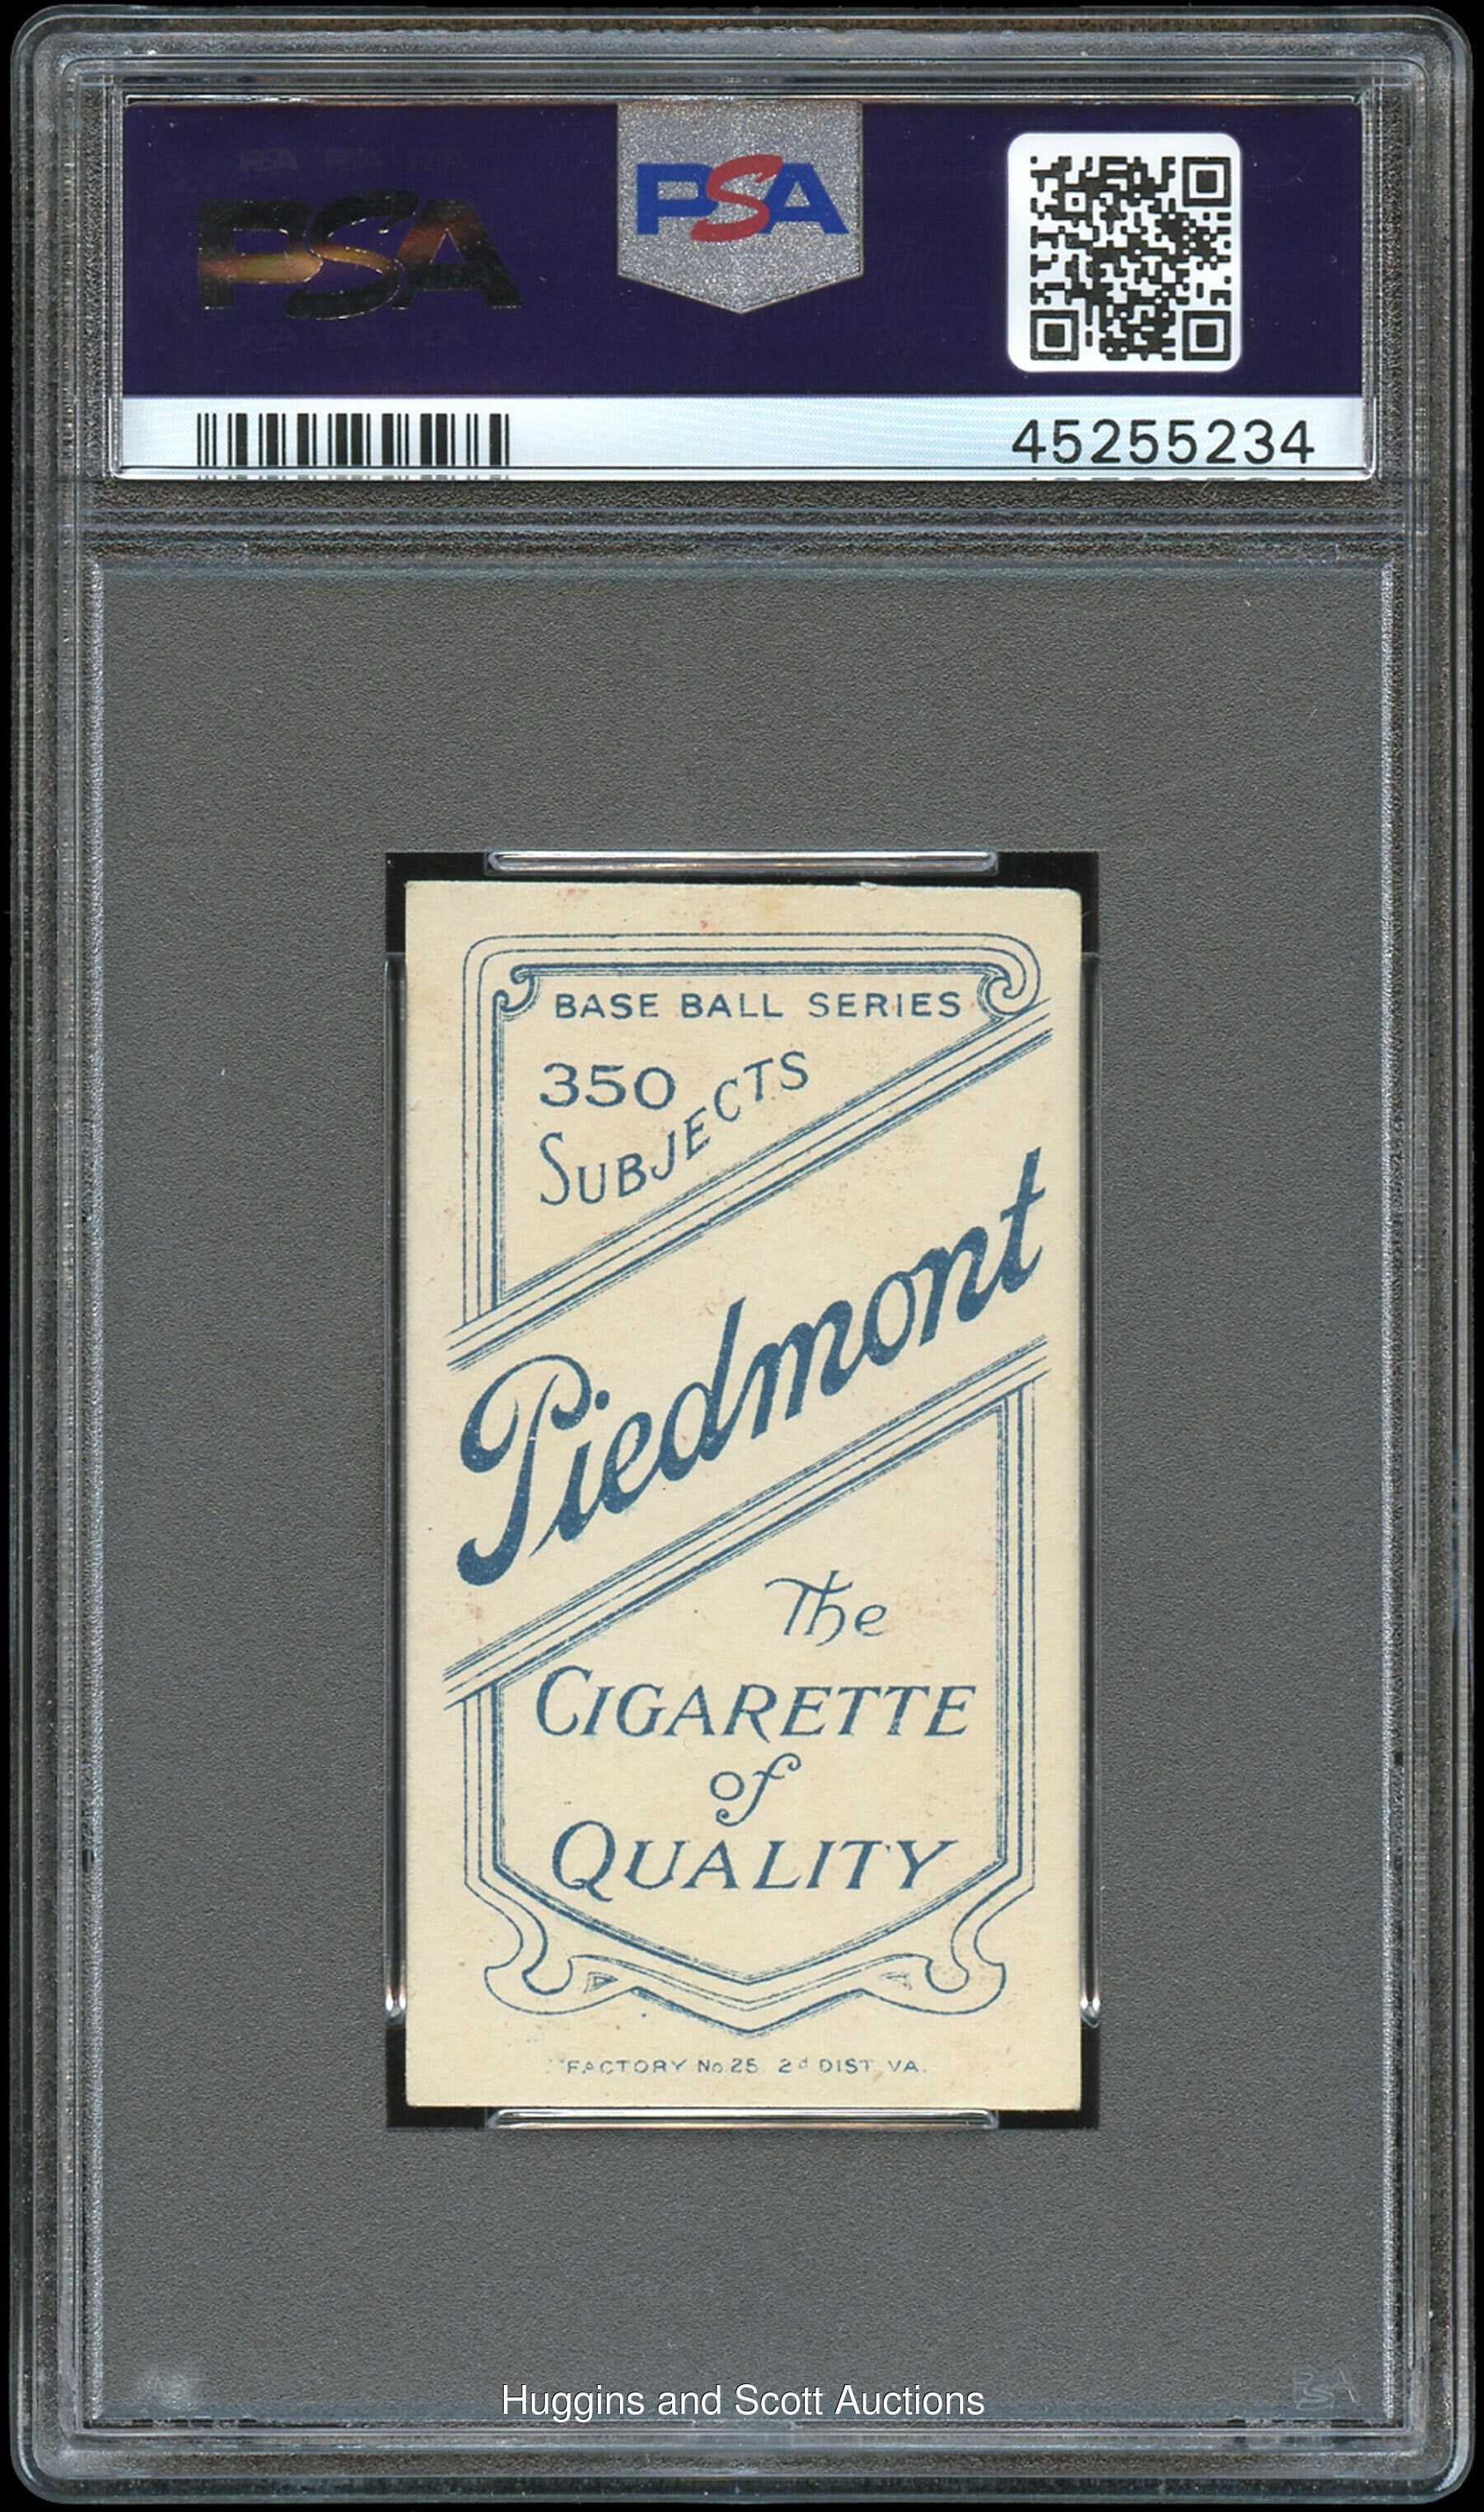 PSA
PSA
45255234
BASE BALL SERIES
350
SUBJECTS
Piedmont
The
CIGARETTE
of
QUALITY
FACTORY No. 25 2d DIST. VA.
Huggins and Scott Auctions
PSA